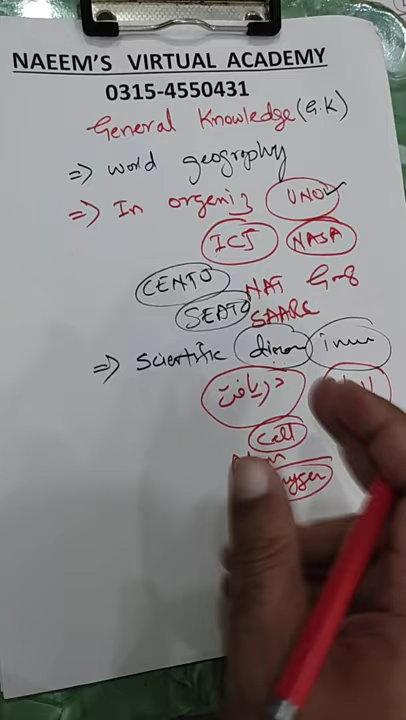 NAEEM'S VIRTUAL ACADEMY
0315-4550431
General Knowledge (G.K)
=> world geography
=> In orgeniz UNO
ICJ NASA
CENTO NAT
SEATO SAARC
=> Scientific
دریافت
Cell